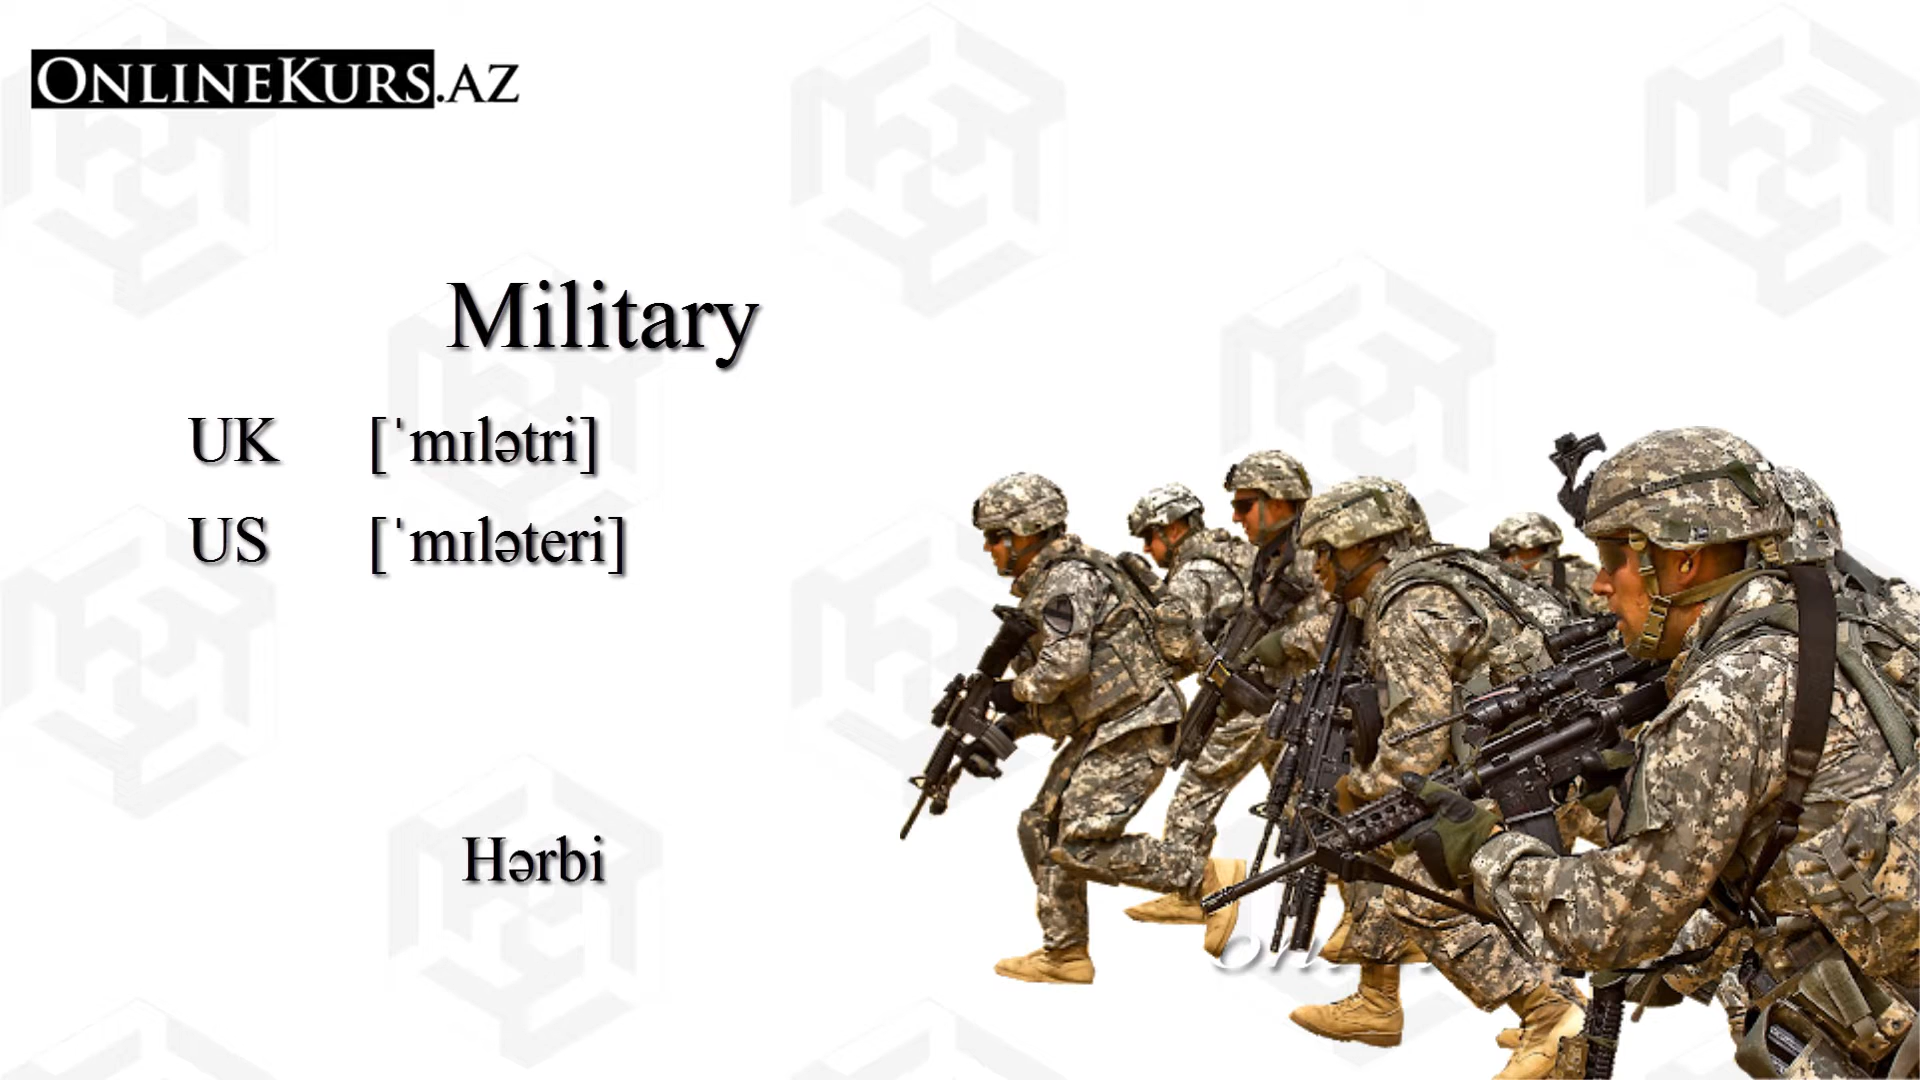 ONLINEKURS.AZ
Military
UK [ˈmɪlətri]
US [ˈmɪləteri]
Hərbi